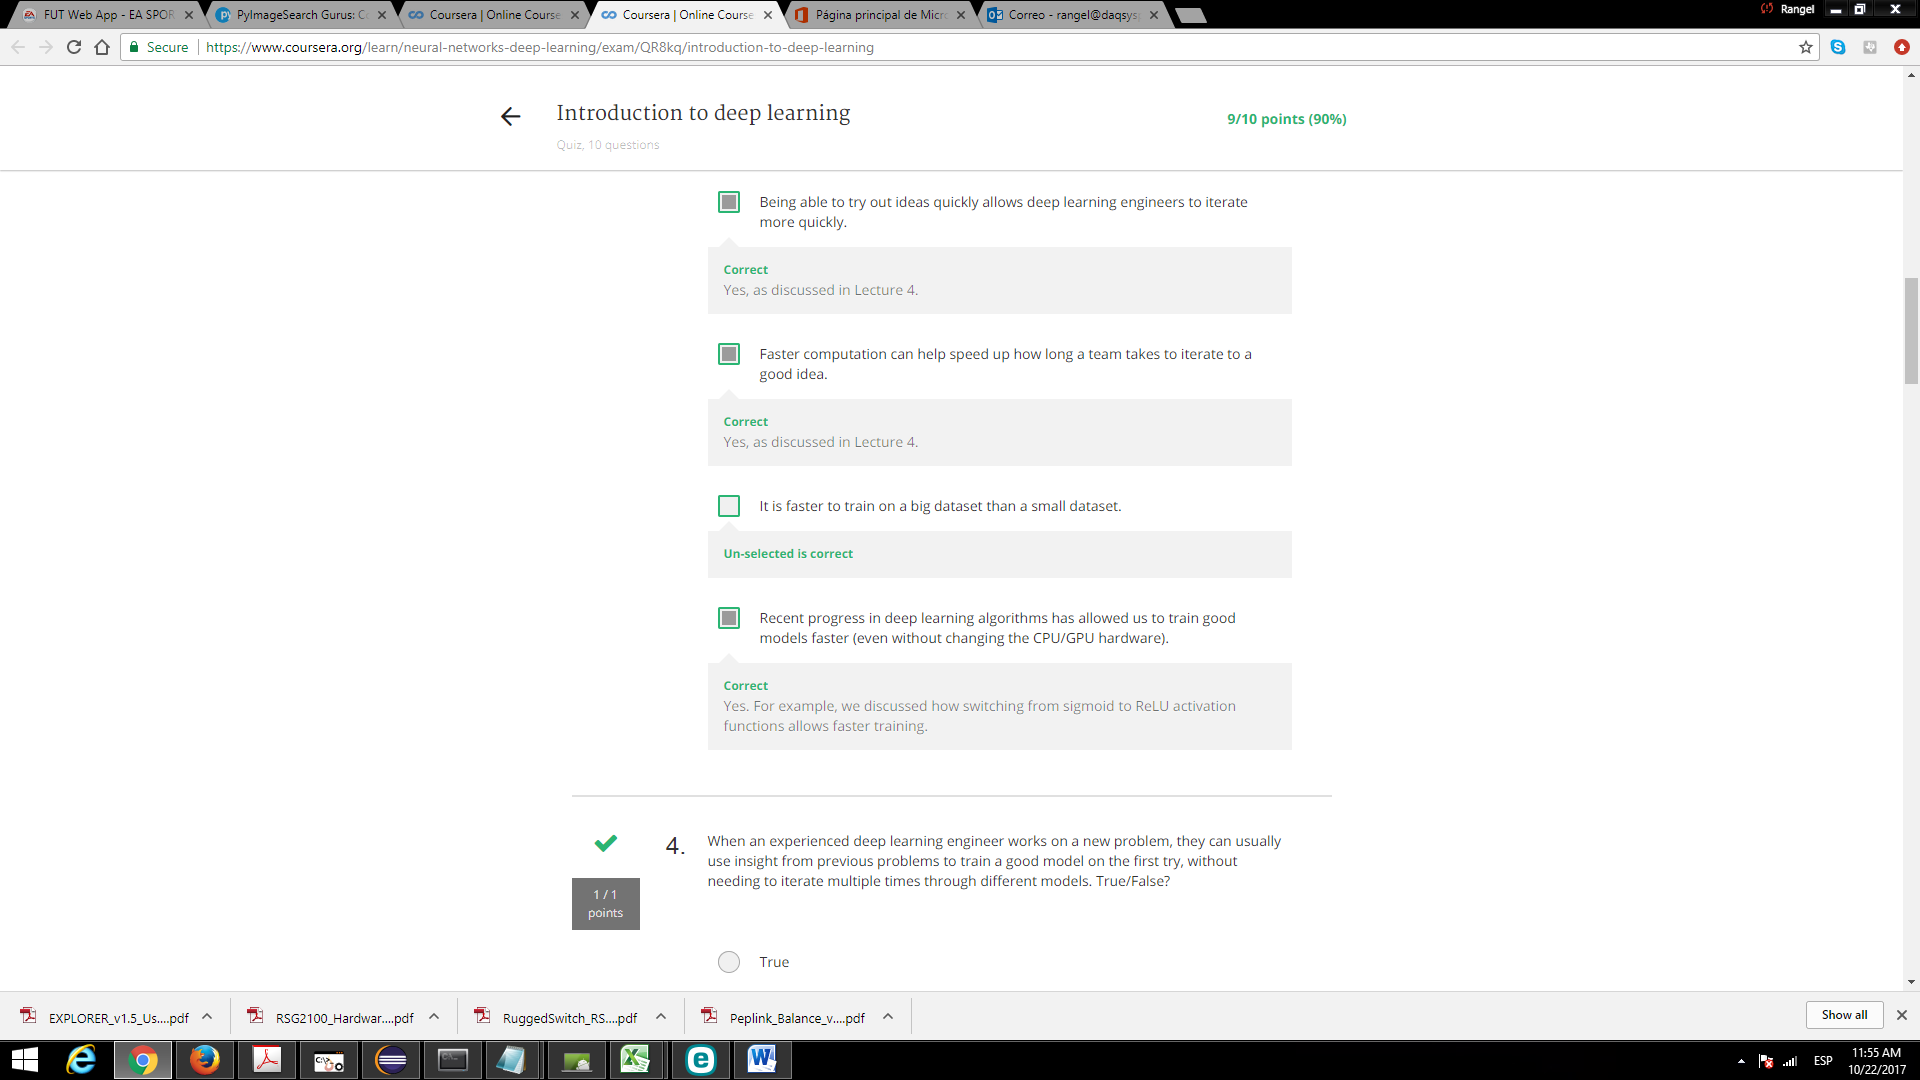 FUT Web App - EA SPOR
PyImageSearch Gurus: C
Coursera | Online Course
Coursera | Online Course
Página principal de Micr
Correo - rangel@daqsys
Rangel
Secure
https://www.coursera.org/learn/neural-networks-deep-learning/exam/QR8kq/introduction-to-deep-learning
Introduction to deep learning
9/10 points (90%)
Quiz, 10 questions
Being able to try out ideas quickly allows deep learning engineers to iterate
more quickly.
Correct
Yes, as discussed in Lecture 4.
Faster computation can help speed up how long a team takes to iterate to a
good idea.
Correct
Yes, as discussed in Lecture 4.
It is faster to train on a big dataset than a small dataset.
Un-selected is correct
Recent progress in deep learning algorithms has allowed us to train good
models faster (even without changing the CPU/GPU hardware).
Correct
Yes. For example, we discussed how switching from sigmoid to ReLU activation
functions allows faster training.
4.
When an experienced deep learning engineer works on a new problem, they can usually
use insight from previous problems to train a good model on the first try, without
needing to iterate multiple times through different models. True/False?
1 / 1
points
True
EXPLORER_v1.5_Us....pdf
RSG2100_Hardwar....pdf
RuggedSwitch_RS....pdf
Peplink_Balance_v....pdf
Show all
ESP
11:55 AM
10/22/2017